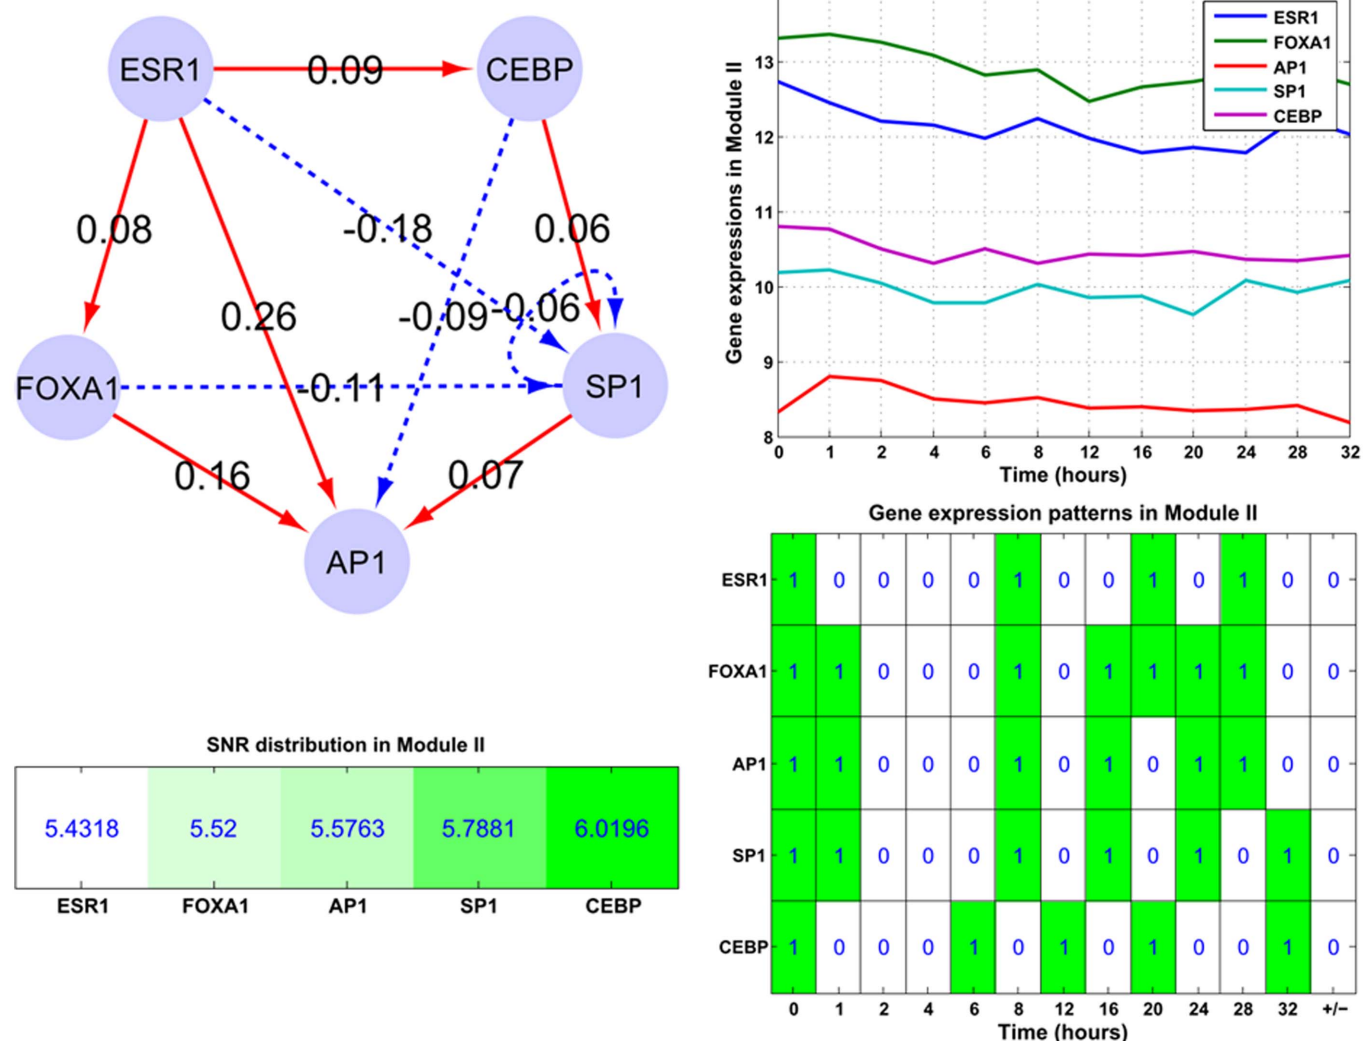 ESR1
CEBP
0.09
0.08
-0.18
0.06
0.26
-0.09
-0.06
FOXA1
-0.11
SP1
0.16
0.07
AP1
SNR distribution in Module II
5.4318 5.52 5.5763 5.7881 6.0196
ESR1 FOXA1 AP1 SP1 CEBP
Gene expressions in Module II
13
12
11
10
9
8
ESR1
FOXA1
AP1
SP1
CEBP
0 1 2 4 6 8 12 16 20 24 28 32
Time (hours)
Gene expression patterns in Module II
ESR1 1 0 0 0 0 1 0 0 1 0 1 0 0
FOXA1 1 1 0 0 0 1 0 1 1 1 1 0 0
AP1 1 1 0 0 0 1 0 1 0 1 1 0 0
SP1 1 1 0 0 0 1 0 1 0 1 0 1 0
CEBP 1 0 0 0 1 0 1 0 1 0 0 1 0
0 1 2 4 6 8 12 16 20 24 28 32 +/−
Time (hours)